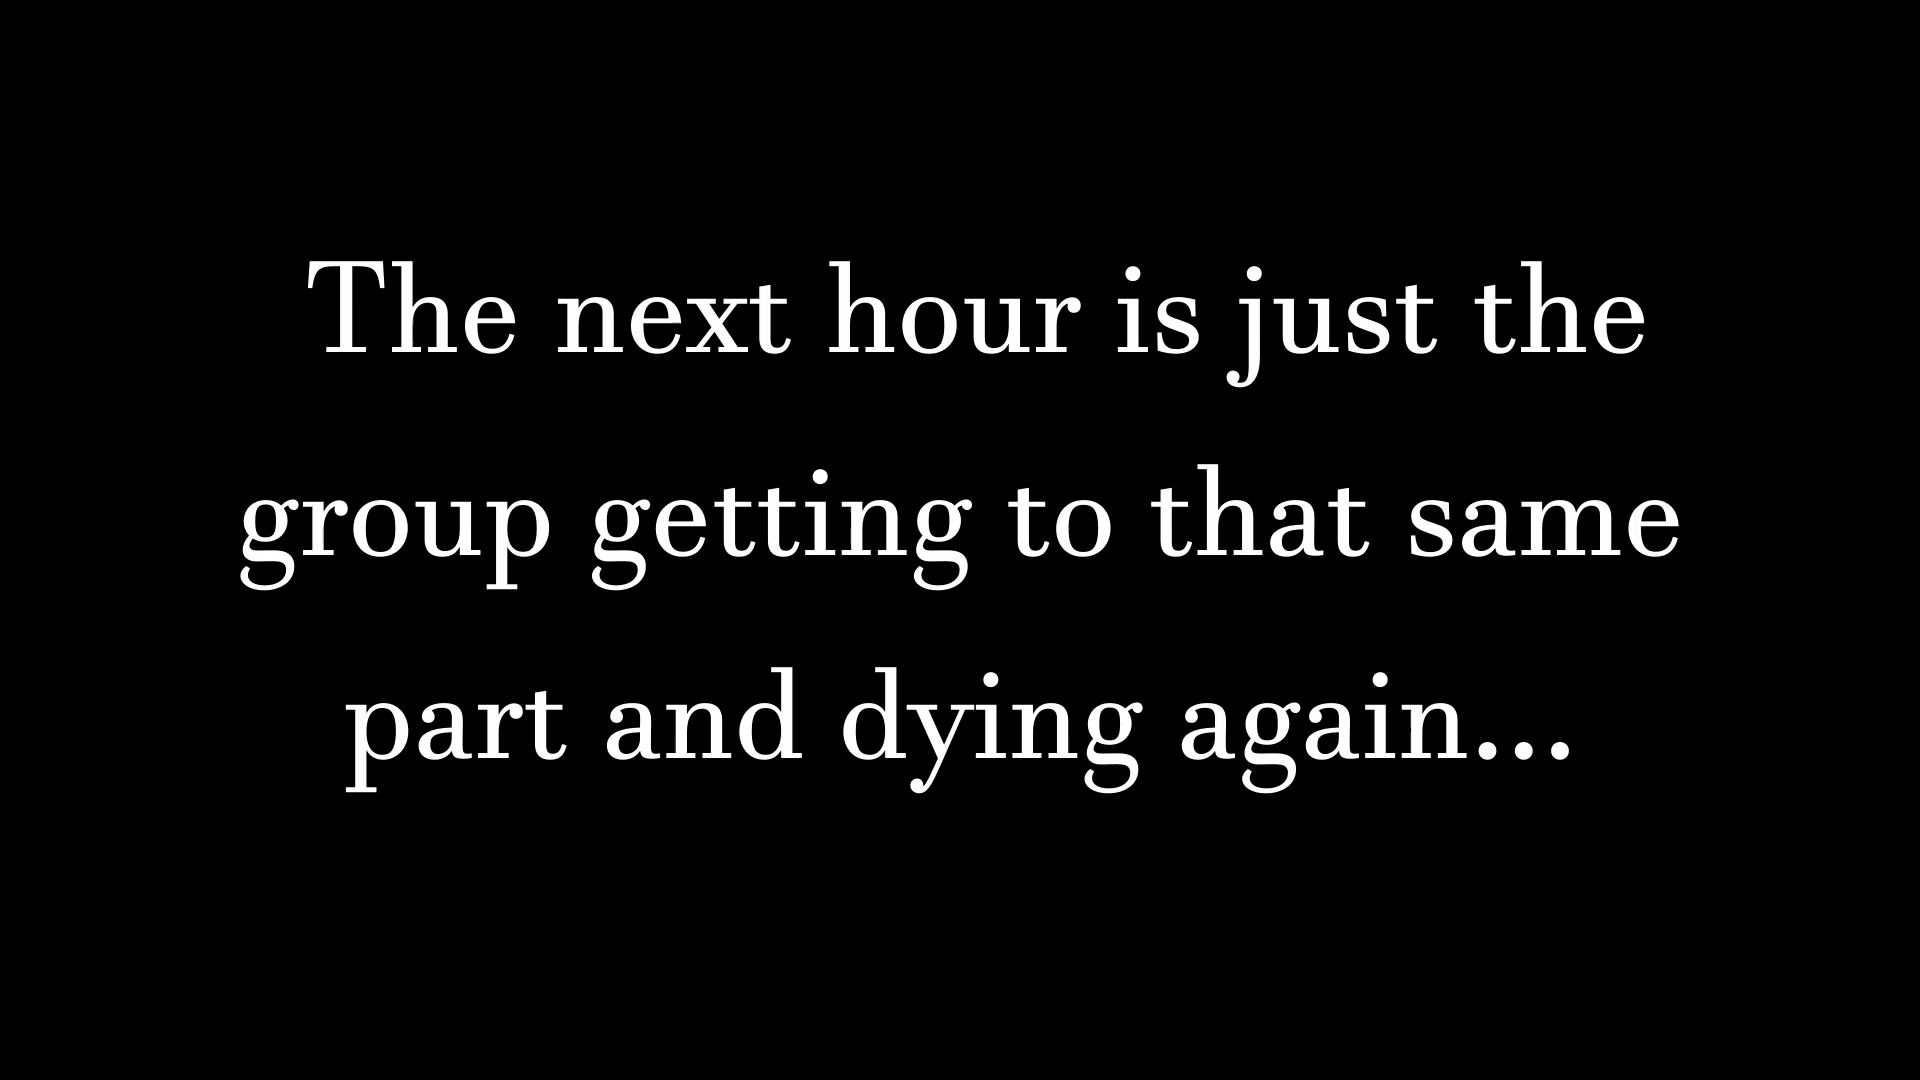 The next hour is just the
group getting to that same
part and dying again...